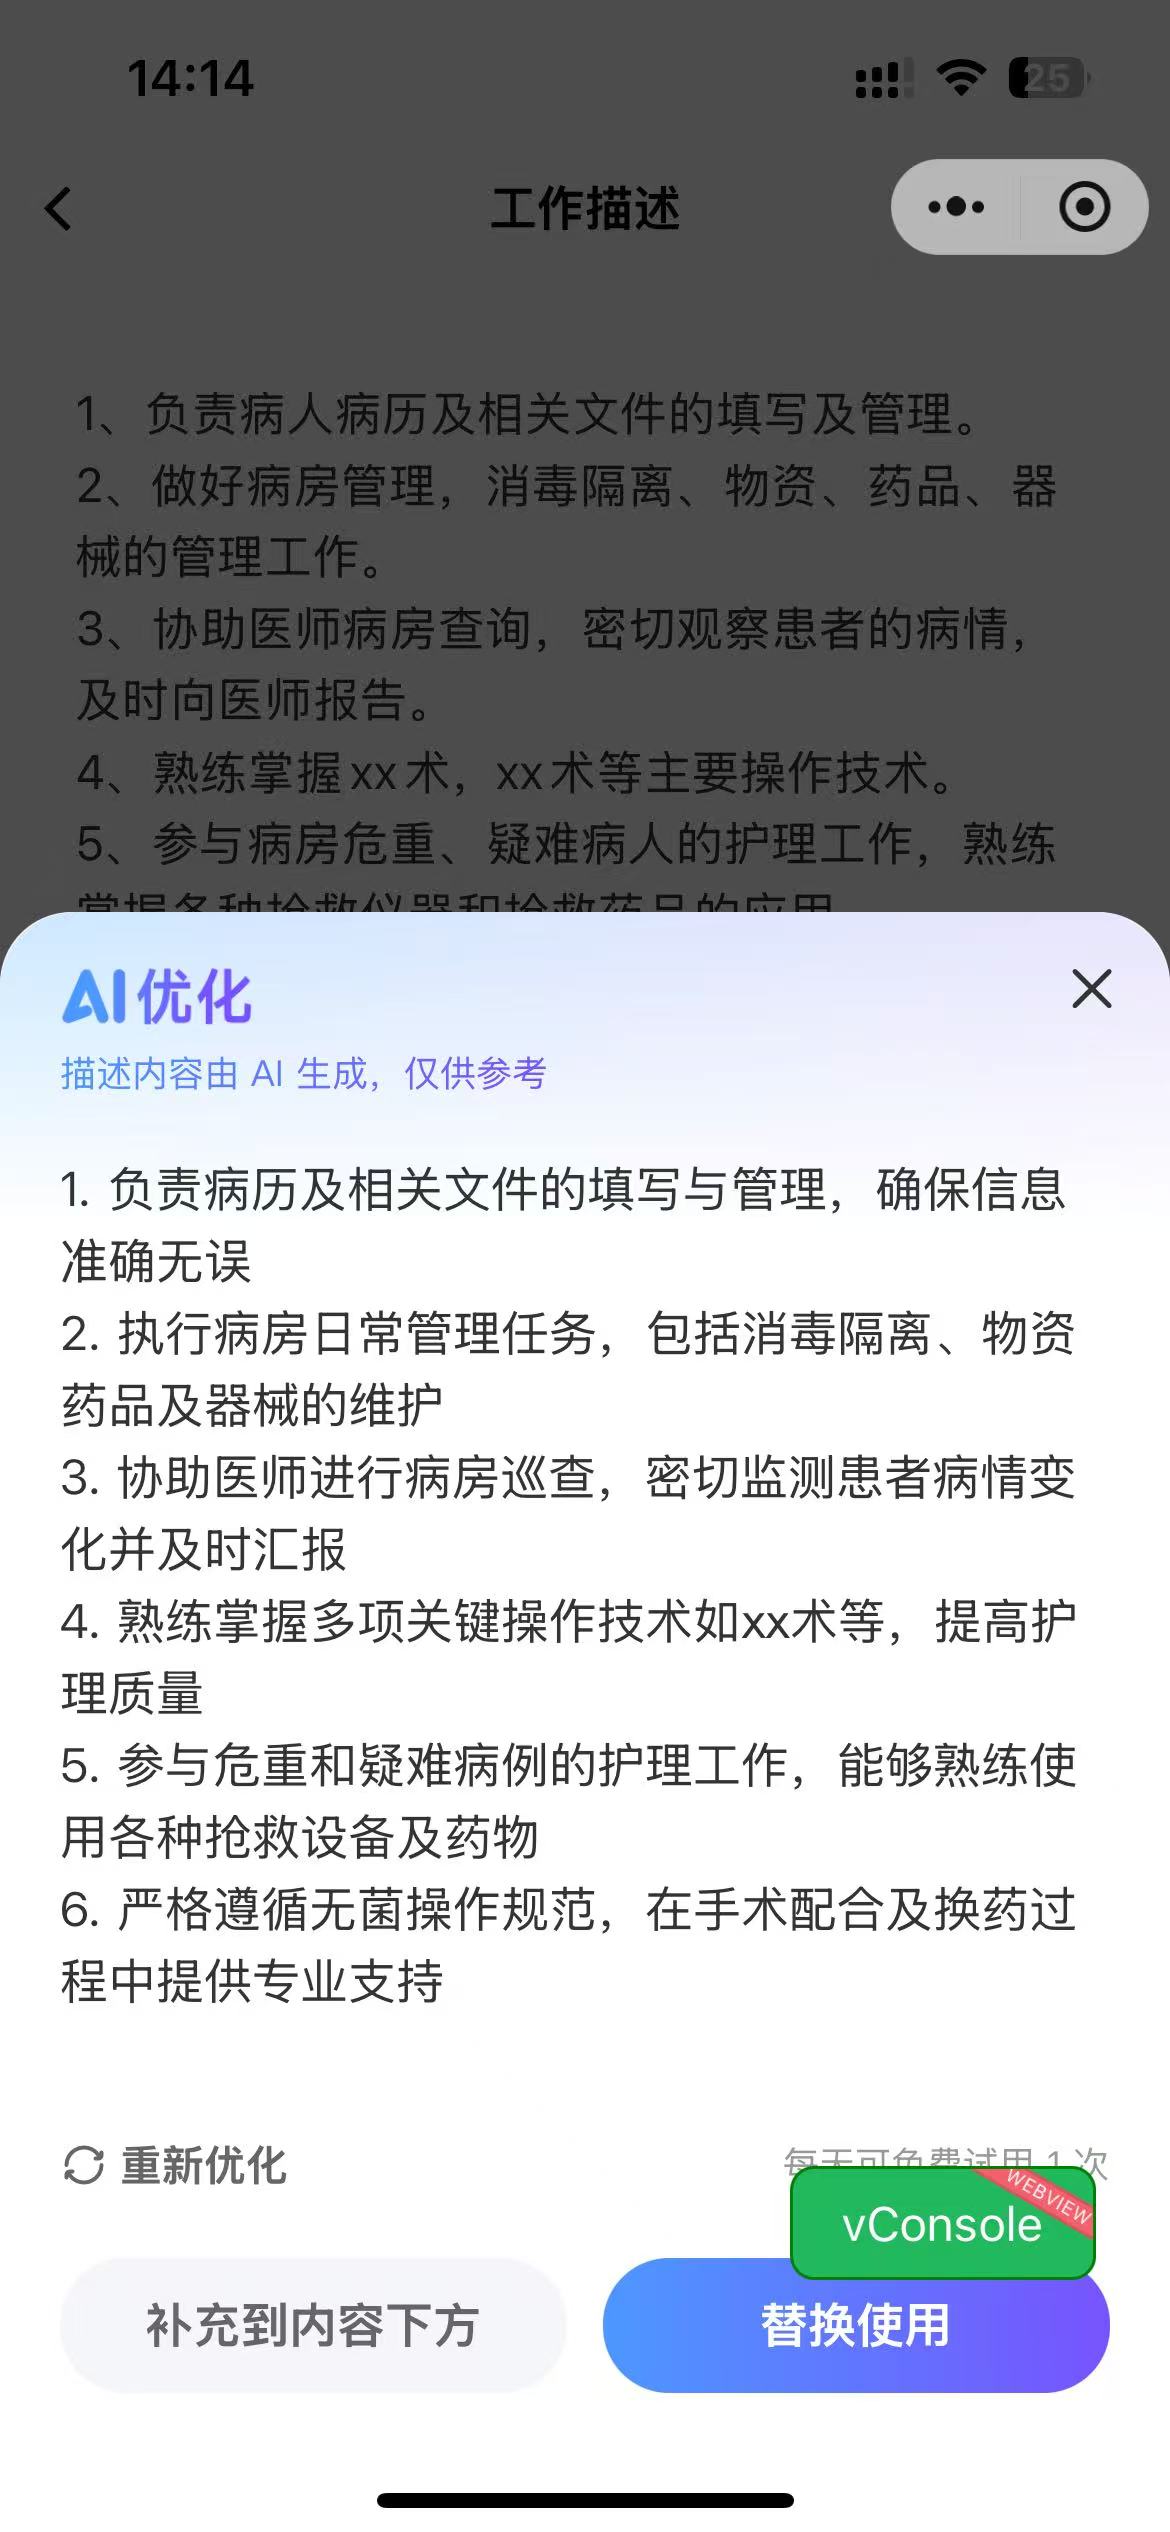 14:14
25
工作描述
1、负责病人病历及相关文件的填写及管理。
2、做好病房管理，消毒隔离、物资、药品、器
械的管理工作。
3、协助医师病房查询，密切观察患者的病情，
及时向医师报告。
4、熟练掌握xx术，xx术等主要操作技术。
5、参与病房危重、疑难病人的护理工作，熟练
掌握各种抢救仪器和抢救药品的应用
AI优化
描述内容由 AI 生成，仅供参考
1. 负责病历及相关文件的填写与管理，确保信息
准确无误
2. 执行病房日常管理任务，包括消毒隔离、物资
药品及器械的维护
3. 协助医师进行病房巡查，密切监测患者病情变
化并及时汇报
4. 熟练掌握多项关键操作技术如xx术等，提高护
理质量
5. 参与危重和疑难病例的护理工作，能够熟练使
用各种抢救设备及药物
6. 严格遵循无菌操作规范，在手术配合及换药过
程中提供专业支持
重新优化
每天可免费试用 1 次
WEBVIEW
vConsole
补充到内容下方
替换使用